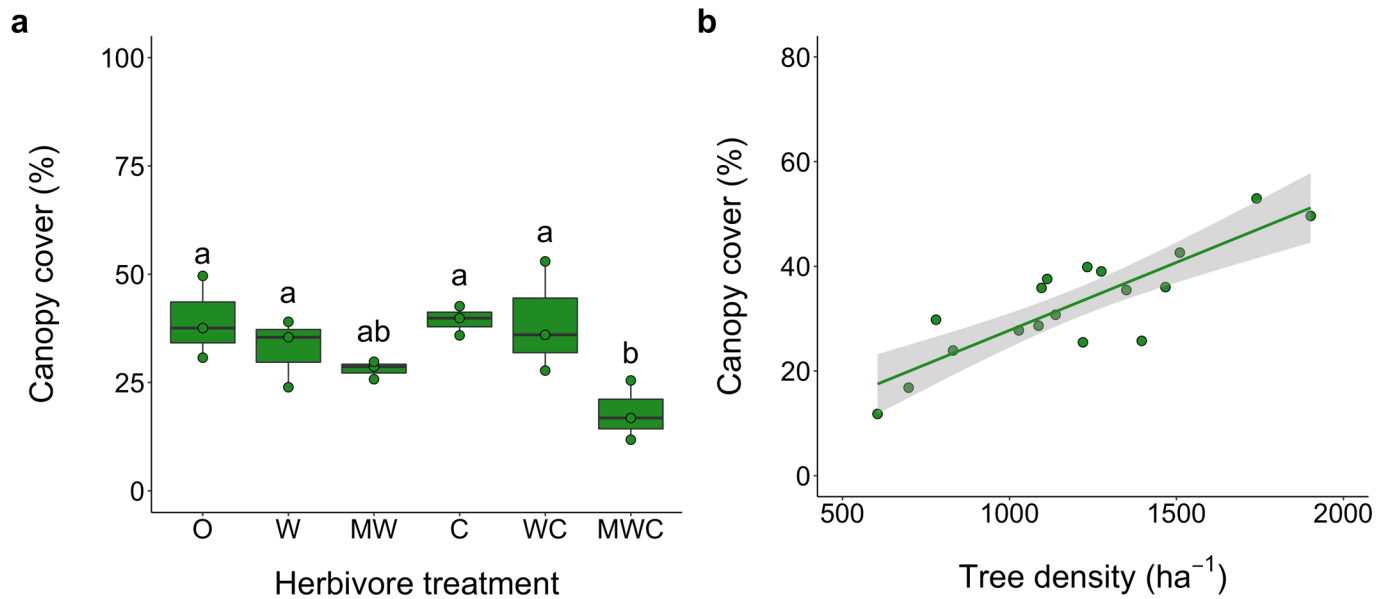 a
Canopy cover (%)
100
75
50
25
0
a
a
ab
a
a
b
O W MW C WC MWC
Herbivore treatment
b
Canopy cover (%)
80
60
40
20
0
500 1000 1500 2000
Tree density (ha⁻¹)